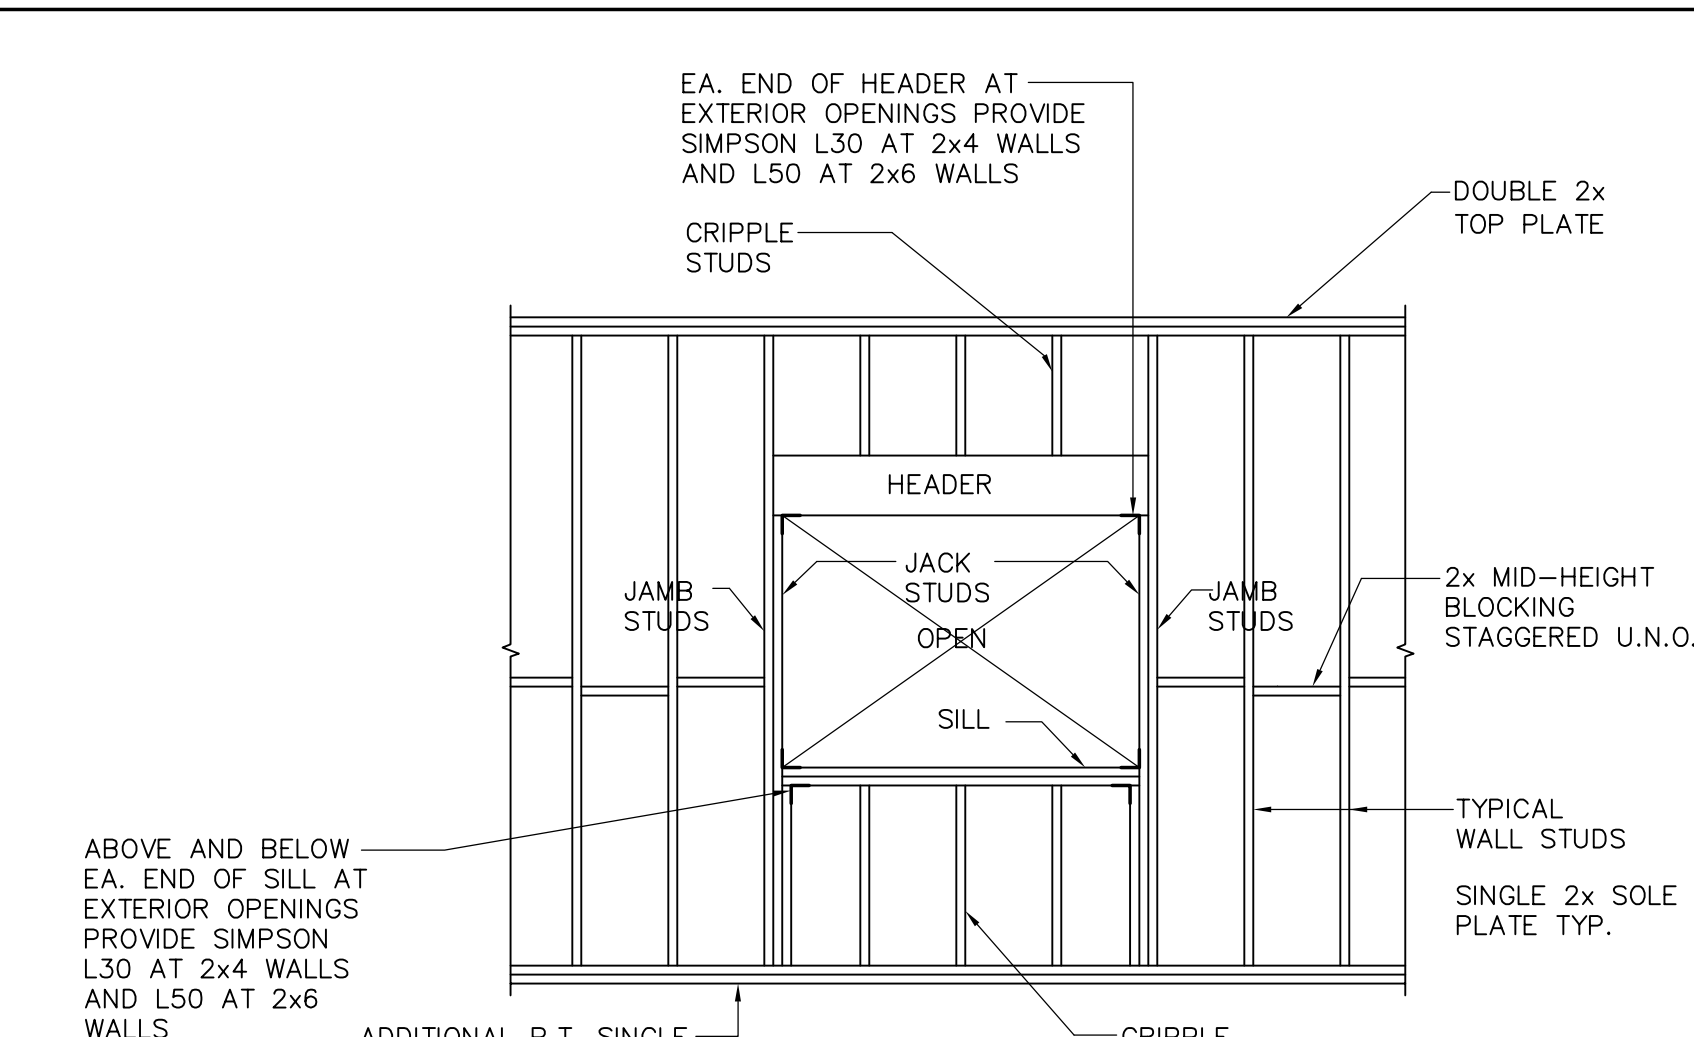 EA. END OF HEADER AT
EXTERIOR OPENINGS PROVIDE
SIMPSON L30 AT 2x4 WALLS
AND L50 AT 2x6 WALLS
DOUBLE 2x
TOP PLATE
CRIPPLE
STUDS
HEADER
JACK
STUDS
JAMB
STUDS
JAMB
STUDS
2x MID-HEIGHT
BLOCKING
STAGGERED U.N.O.
OPEN
SILL
TYPICAL
WALL STUDS
SINGLE 2x SOLE
PLATE TYP.
ABOVE AND BELOW
EA. END OF SILL AT
EXTERIOR OPENINGS
PROVIDE SIMPSON
L30 AT 2x4 WALLS
AND L50 AT 2x6
WALLS
ADDITIONAL P.T. SINGLE
CRIPPLE